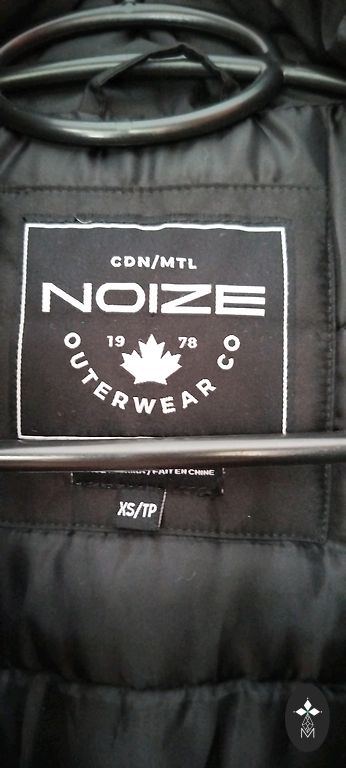 CDN/MTL
NOIZE
19 78
OUTERWEAR CO
/FAIT EN CHINE
XS/TP
M